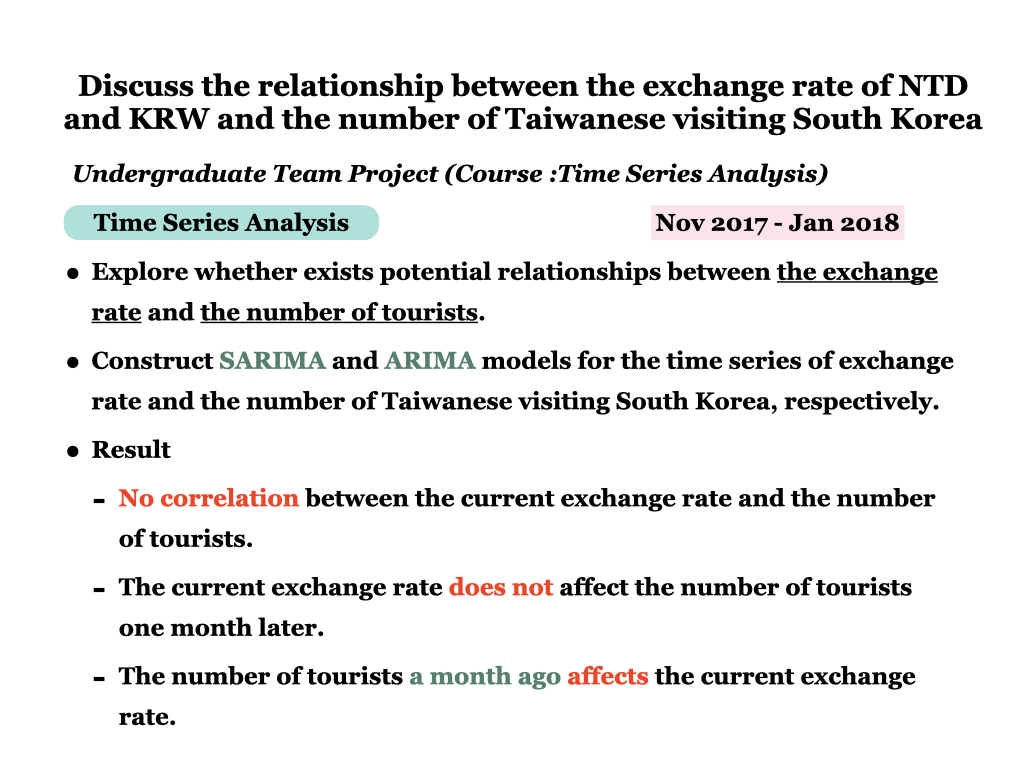 Discuss the relationship between the exchange rate of NTD
and KRW and the number of Taiwanese visiting South Korea
Undergraduate Team Project (Course :Time Series Analysis)
Time Series Analysis
Nov 2017 - Jan 2018
• Explore whether exists potential relationships between the exchange
rate and the number of tourists.
• Construct SARIMA and ARIMA models for the time series of exchange
rate and the number of Taiwanese visiting South Korea, respectively.
• Result
- No correlation between the current exchange rate and the number
of tourists.
- The current exchange rate does not affect the number of tourists
one month later.
- The number of tourists a month ago affects the current exchange
rate.